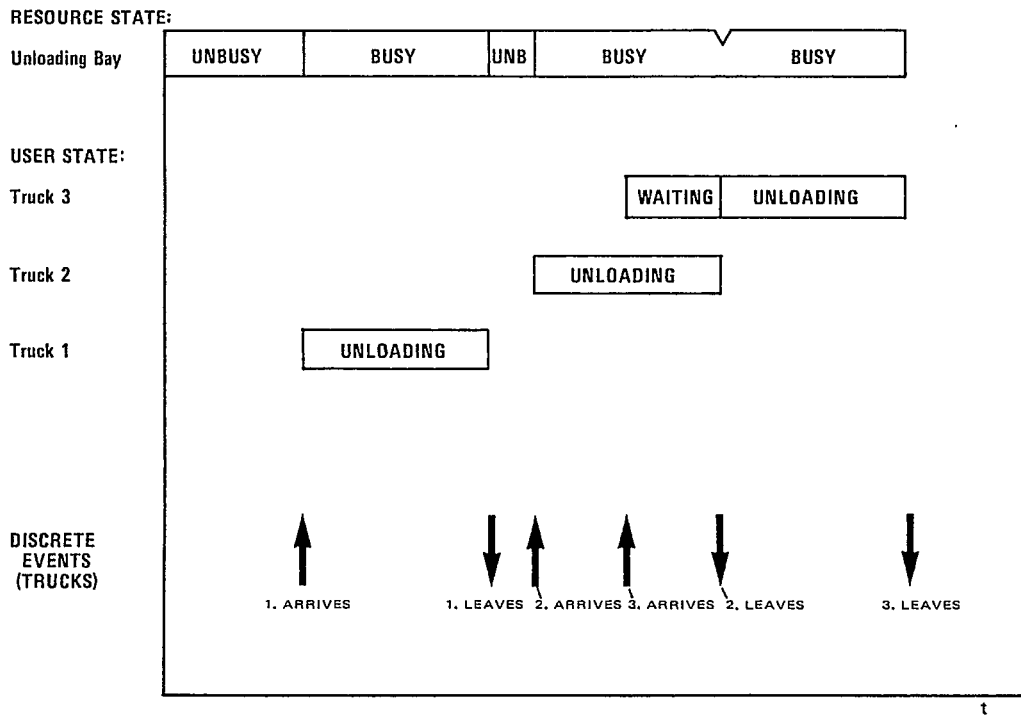 RESOURCE STATE:
Unloading Bay
UNBUSY
BUSY
UNB
BUSY
BUSY
USER STATE:
Truck 3
WAITING
UNLOADING
Truck 2
UNLOADING
Truck 1
UNLOADING
DISCRETE
EVENTS
(TRUCKS)
1. ARRIVES
1. LEAVES
2. ARRIVES
3. ARRIVES
2. LEAVES
3. LEAVES
t